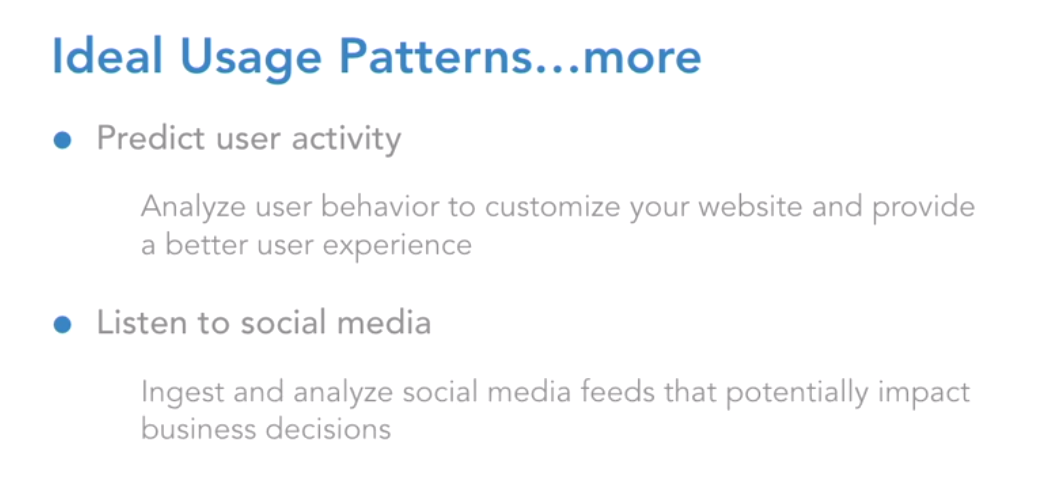 Ideal Usage Patterns...more
● Predict user activity
Analyze user behavior to customize your website and provide
a better user experience
● Listen to social media
Ingest and analyze social media feeds that potentially impact
business decisions